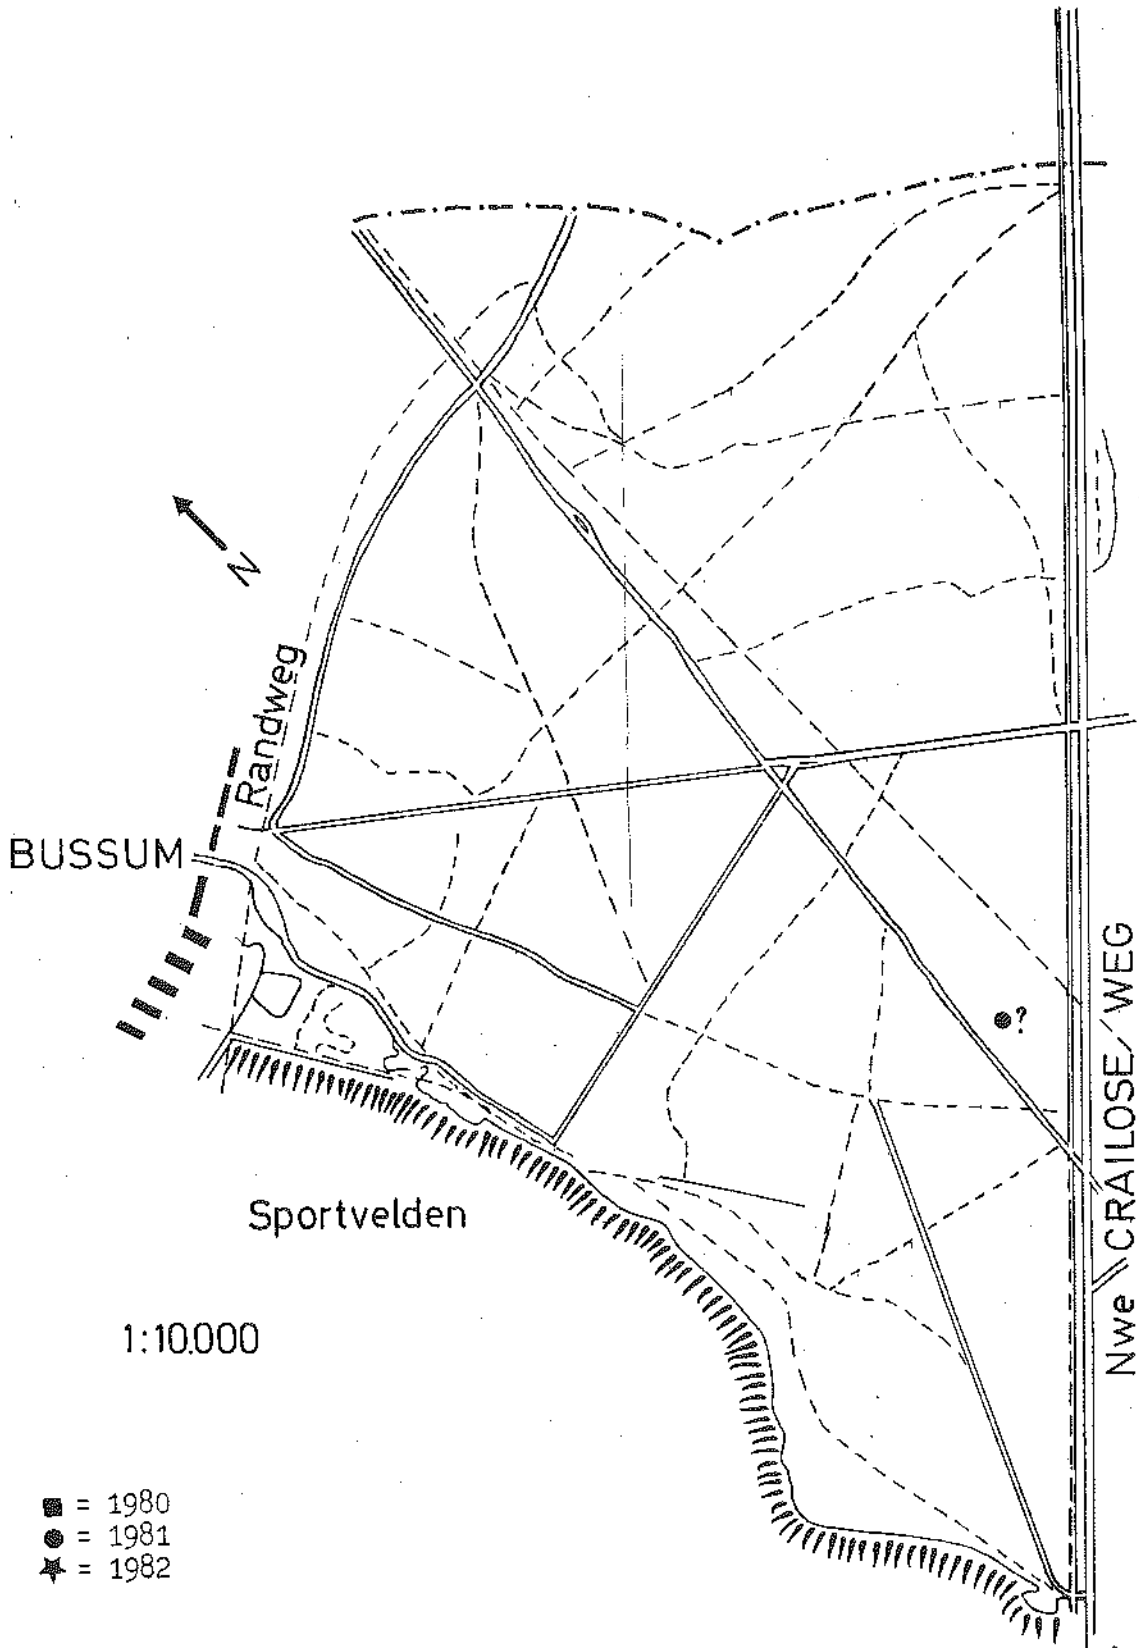 N
Randweg
BUSSUM
?
Nwe CRAILOSE WEG
Sportvelden
1:10.000
= 1980
= 1981
= 1982